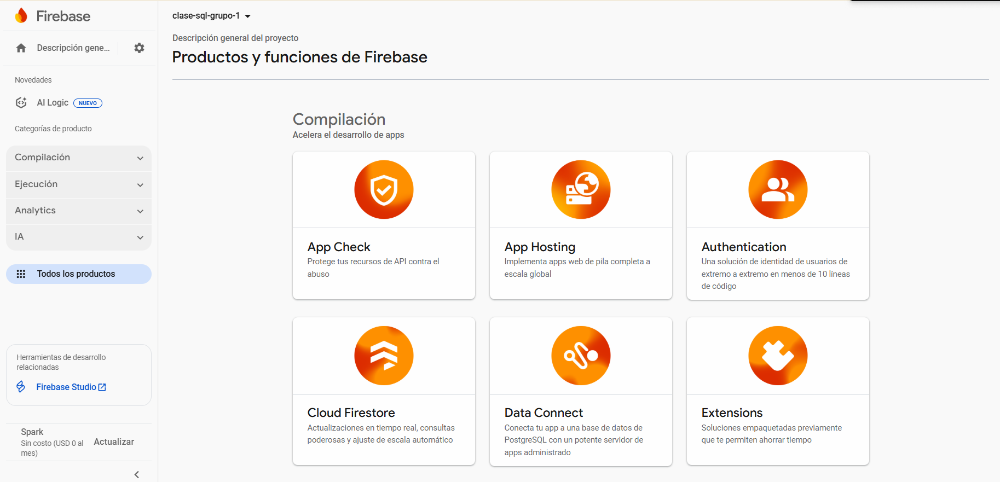 Firebase
Descripción gene...
Novedades
AI Logic NUEVO
Categorías de producto
Compilación
Ejecución
Analytics
IA
Todos los productos
Herramientas de desarrollo
relacionadas
Firebase Studio
Spark
Sin costo (USD 0 al
mes)
Actualizar
clase-sql-grupo-1
Descripción general del proyecto
Productos y funciones de Firebase
Compilación
Acelera el desarrollo de apps
App Check
Protege tus recursos de API contra el
abuso
App Hosting
Implementa apps web de pila completa a
escala global
Authentication
Una solución de identidad de usuarios de
extremo a extremo en menos de 10 líneas
de código
Cloud Firestore
Actualizaciones en tiempo real, consultas
poderosas y ajuste de escala automático
Data Connect
Conecta tu app a una base de datos de
PostgreSQL con un potente servidor de
apps administrado
Extensions
Soluciones empaquetadas previamente
que te permiten ahorrar tiempo